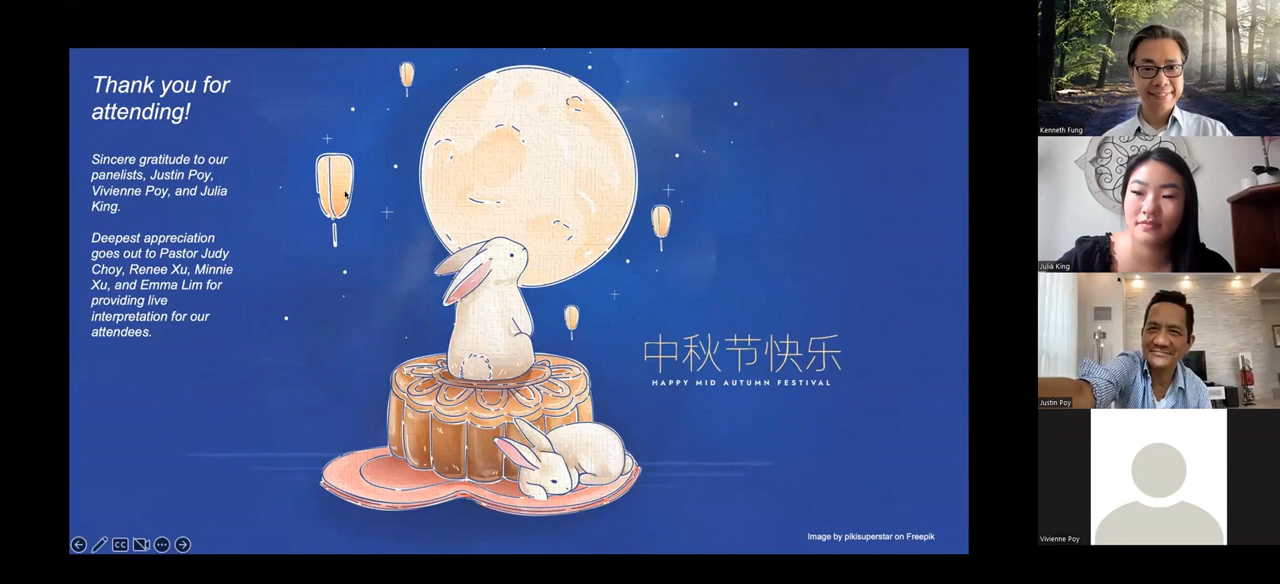 Thank you for
attending!
Sincere gratitude to our
panelists, Justin Poy,
Vivienne Poy, and Julia
King.
Deepest appreciation
goes out to Pastor Judy
Choy, Renee Xu, Minnie
Xu, and Emma Lim for
providing live
interpretation for our
attendees.
中秋节快乐
HAPPY MID AUTUMN FESTIVAL
Image by pikisuperstar on Freepik
CC
Kenneth Fung
Julia King
Justin Poy
Vivienne Poy